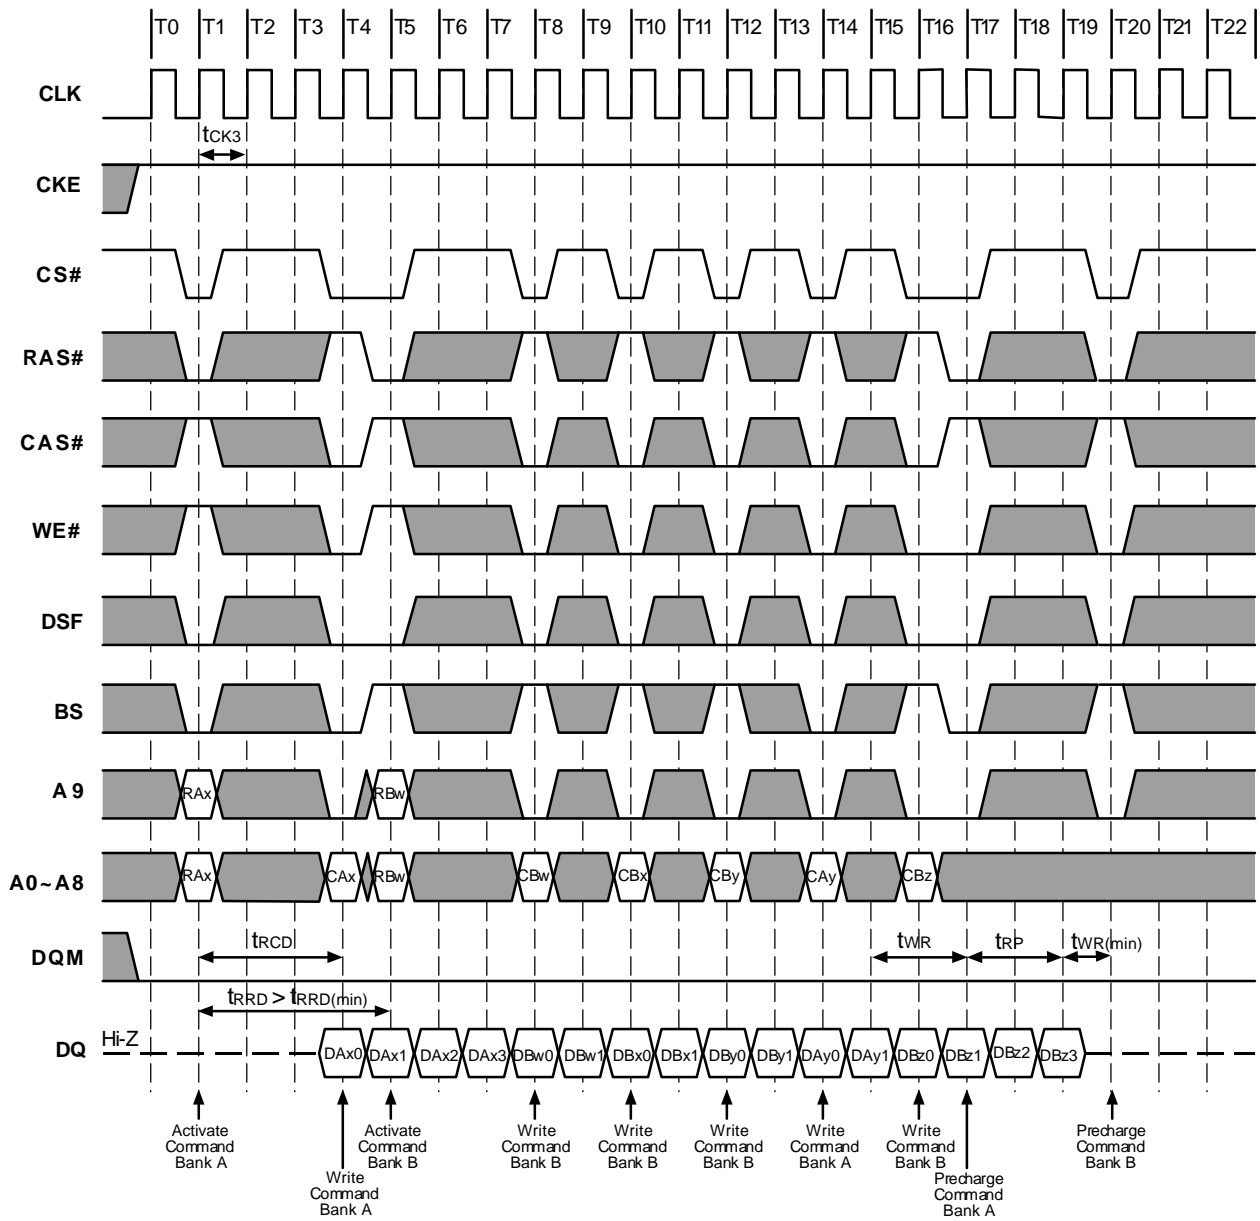 T0 T1 T2 T3 T4 T5 T6 T7 T8 T9 T10 T11 T12 T13 T14 T15 T16 T17 T18 T19 T20 T21 T22
CLK
tCK3
CKE
CS#
RAS#
CAS#
WE#
DSF
BS
A9
RAx RBw
A0~A8
RAx CAx RBw CBw CBx CBy CAy CBz
DQM
tRCD tWR tRP tWR(min)
tRRD > tRRD(min)
DQ
Hi-Z
DAx0 DAx1 DAx2 DAx3 DBw0 DBw1 DBx0 DBx1 DBy0 DBy1 DAy0 DAy1 DBz0 DBz1 DBz2 DBz3
Activate
Command
Bank A
Write
Command
Bank A
Activate
Command
Bank B
Write
Command
Bank B
Write
Command
Bank B
Write
Command
Bank B
Write
Command
Bank A
Write
Command
Bank B
Precharge
Command
Bank A
Precharge
Command
Bank B